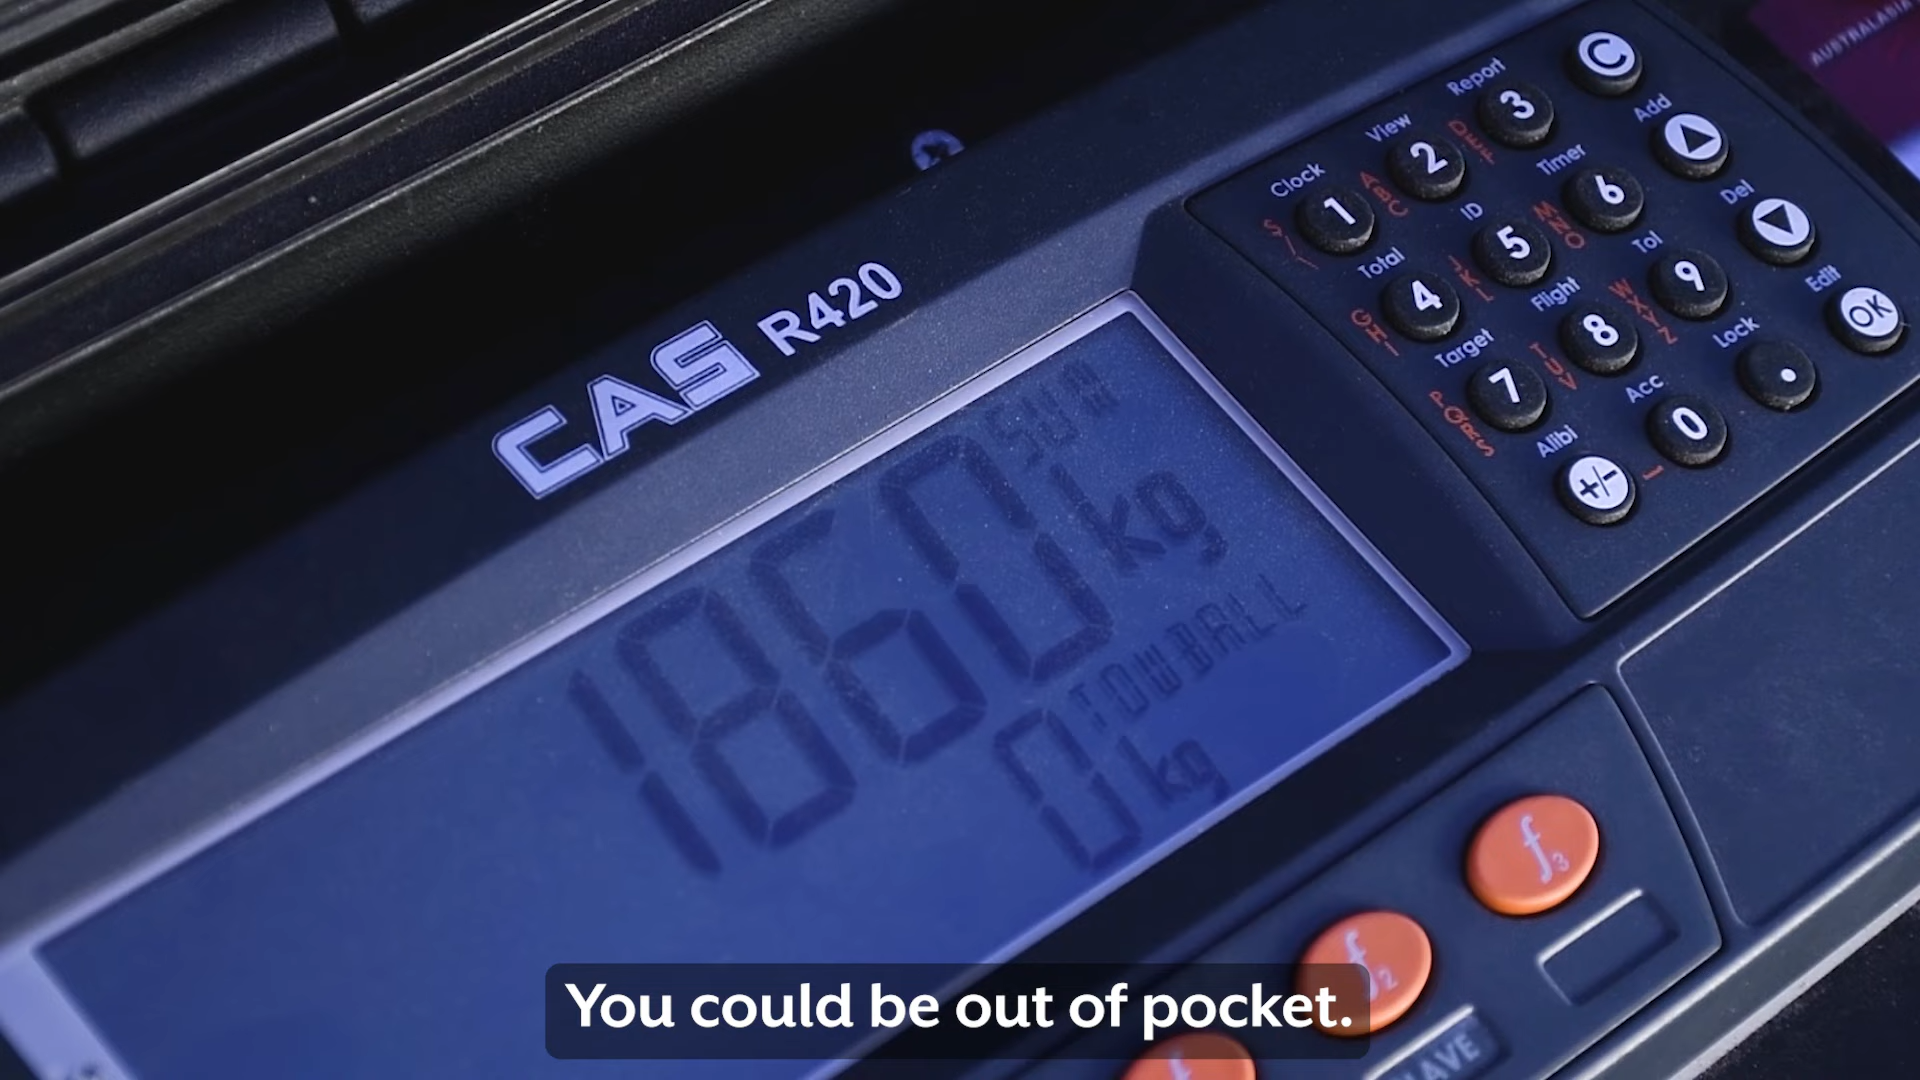 AUSTRALASIA
CAS R420
Clock
1
View
2
ABC
Report
3
DEF
C
Total
4
GHI
ID
5
JKL
Timer
6
MNO
Add
Target
7
PQRS
Flight
8
TUV
Tol
9
WXYZ
Del
Alibi
+/-
Acc
0
Lock
.
Edit
OK
SUM
1860 kg
TOWBALL
0 kg
f3
f2
f
You could be out of pocket.